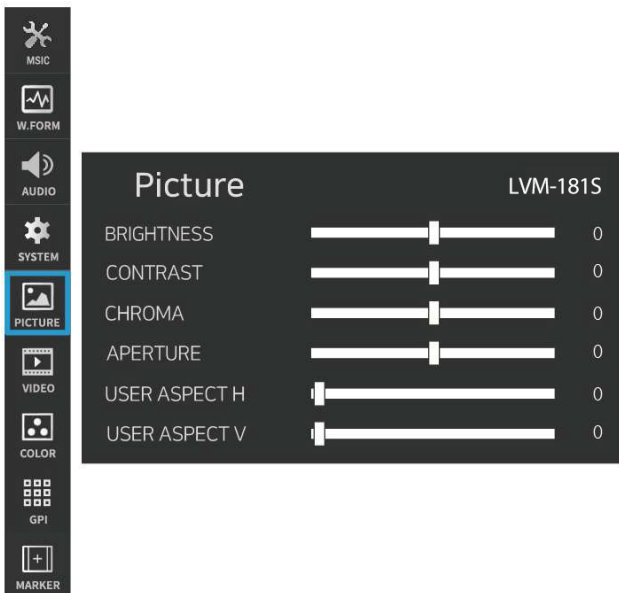 MSIC
W.FORM
AUDIO
SYSTEM
PICTURE
VIDEO
COLOR
GPI
MARKER
Picture LVM-181S
BRIGHTNESS 0
CONTRAST 0
CHROMA 0
APERTURE 0
USER ASPECT H 0
USER ASPECT V 0